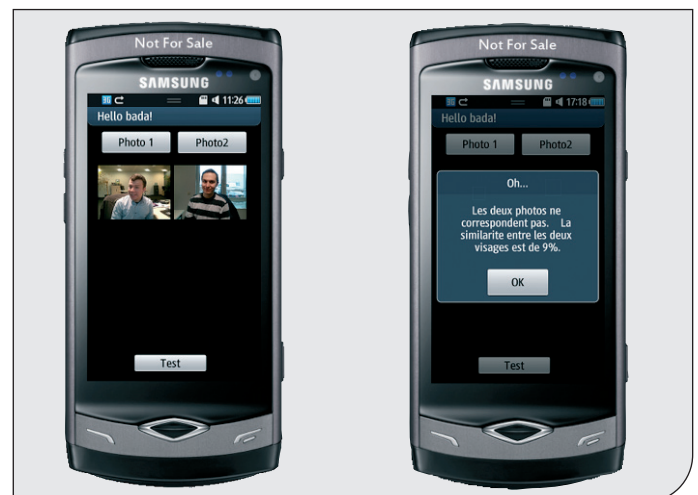 Not For Sale
SAMSUNG
3G 11:26
Hello bada!
Photo 1 Photo2
Test
Not For Sale
SAMSUNG
3G 17:18
Hello bada!
Photo 1 Photo2
Oh...
Les deux photos ne
correspondent pas. La
similarite entre les deux
visages est de 9%.
OK
Test